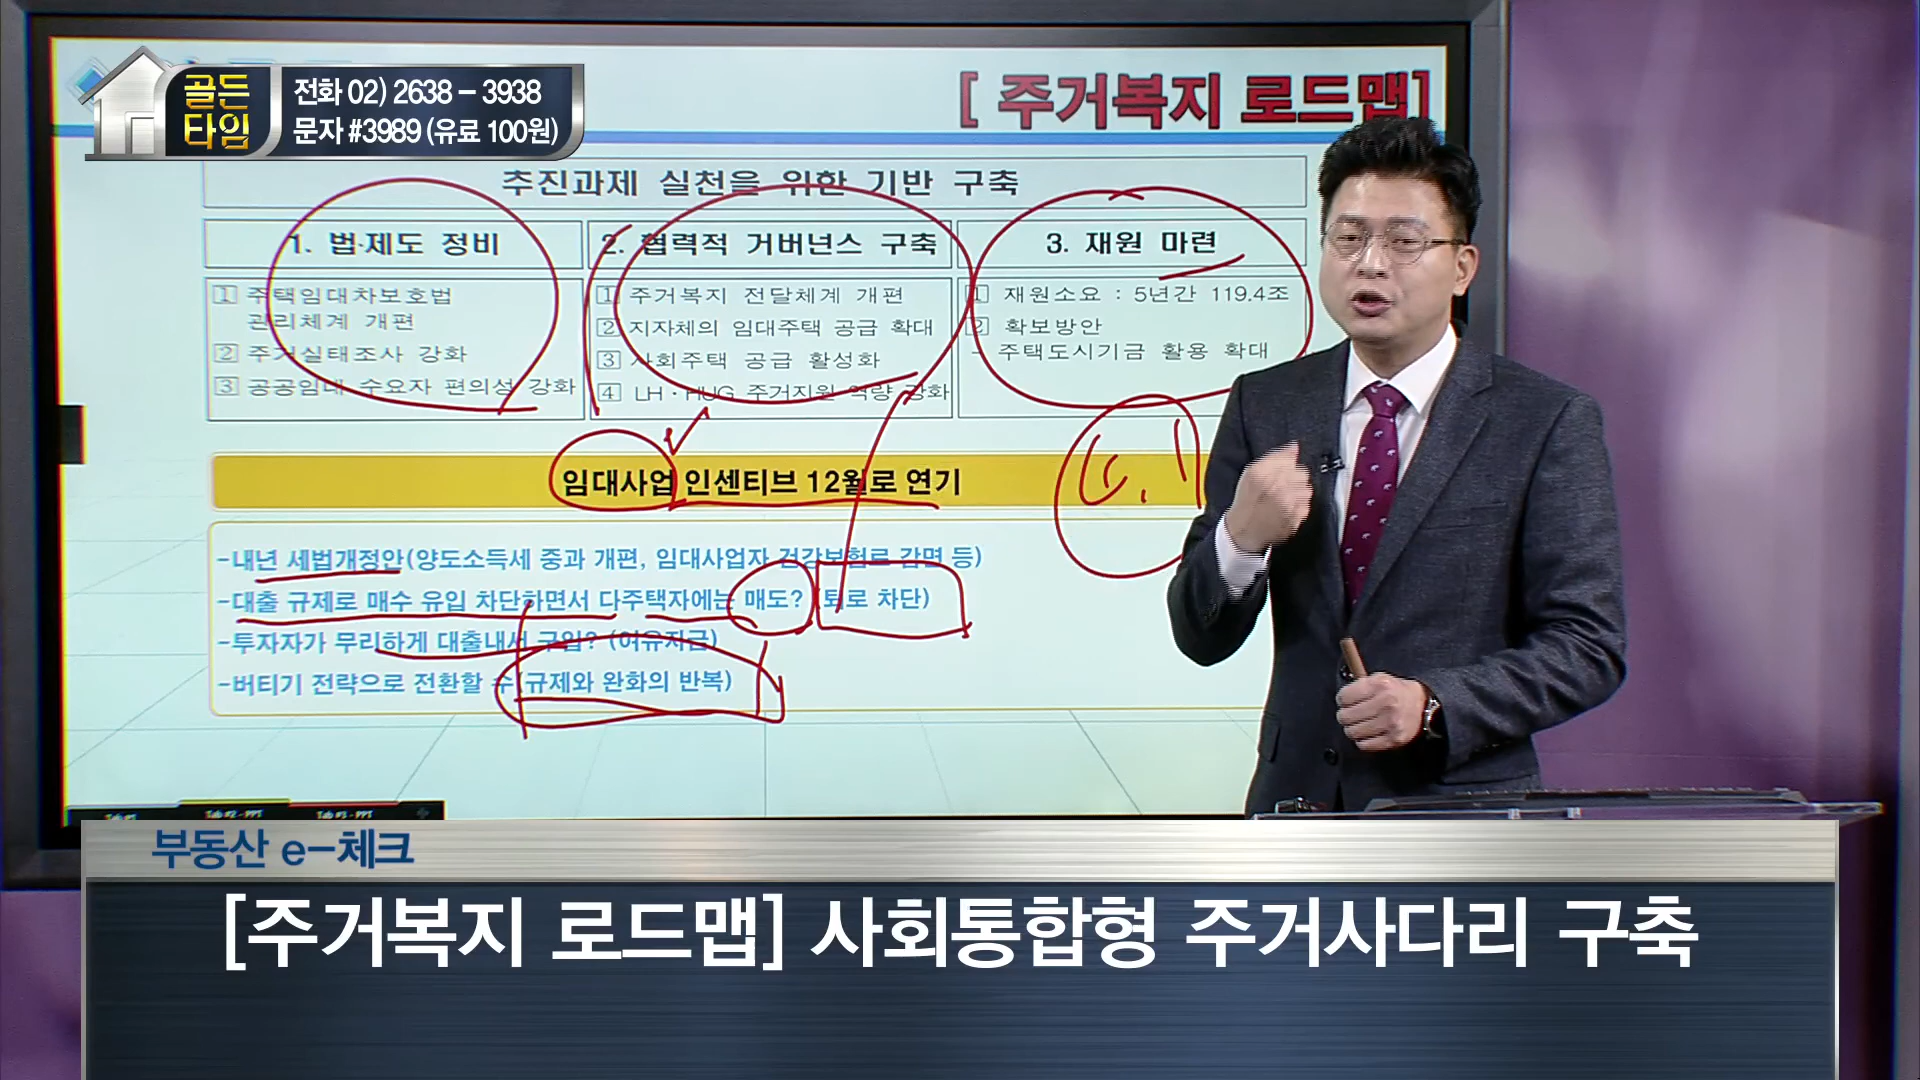 골든
타임
전화 02) 2638 - 3938
문자 #3989 (유료 100원)
[ 주거복지 로드맵]
추진과제 실천을 위한 기반 구축
1. 법·제도 정비
1 주택임대차보호법
관리체계 개편
2 주거실태조사 강화
3 공공임대 수요자 편의성 강화
2. 협력적 거버넌스 구축
1 주거복지 전달체계 개편
2 지자체의 임대주택 공급 확대
3 사회주택 공급 활성화
4 LH·HUG 주거지원 역량 강화
3. 재원 마련
1 재원소요 : 5년간 119.4조
2 확보방안
- 주택도시기금 활용 확대
임대사업 인센티브 12월로 연기
-내년 세법개정안(양도소득세 중과 개편, 임대사업자 건강보험료 감면 등)
-대출 규제로 매수 유입 차단하면서 다주택자에는 매도? (퇴로 차단)
-투자자가 무리하게 대출내서 구입? (여유자금)
-버티기 전략으로 전환할 수 (규제와 완화의 반복)
부동산 e-체크
[주거복지 로드맵] 사회통합형 주거사다리 구축